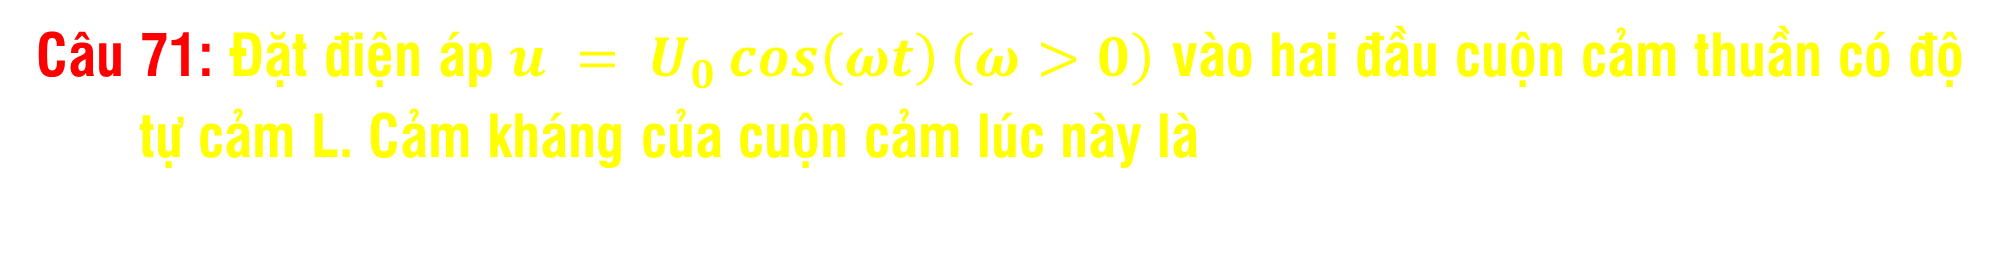 Câu 71: Đặt điện áp u = U₀ cos(ωt) (ω > 0) vào hai đầu cuộn cảm thuần có độ
tự cảm L. Cảm kháng của cuộn cảm lúc này là